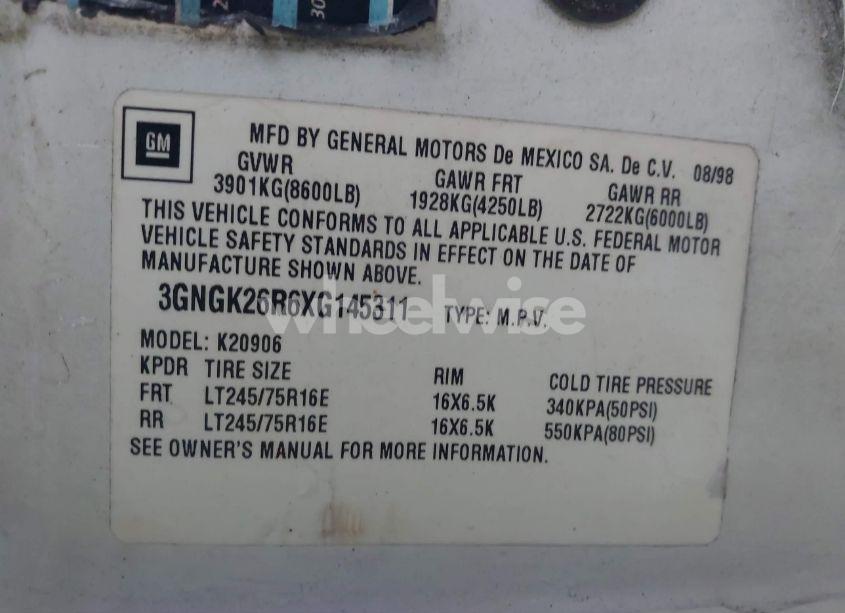 GM
MFD BY GENERAL MOTORS De MEXICO SA. De C.V. 08/98
GVWR GAWR FRT GAWR RR
3901KG(8600LB) 1928KG(4250LB) 2722KG(6000LB)
THIS VEHICLE CONFORMS TO ALL APPLICABLE U.S. FEDERAL MOTOR
VEHICLE SAFETY STANDARDS IN EFFECT ON THE DATE OF
MANUFACTURE SHOWN ABOVE.
3GNGK26R6XG145311 TYPE: M.P.V.
wheelwise
MODEL: K20906
KPDR TIRE SIZE RIM COLD TIRE PRESSURE
FRT LT245/75R16E 16X6.5K 340KPA(50PSI)
RR LT245/75R16E 16X6.5K 550KPA(80PSI)
SEE OWNER'S MANUAL FOR MORE INFORMATION.